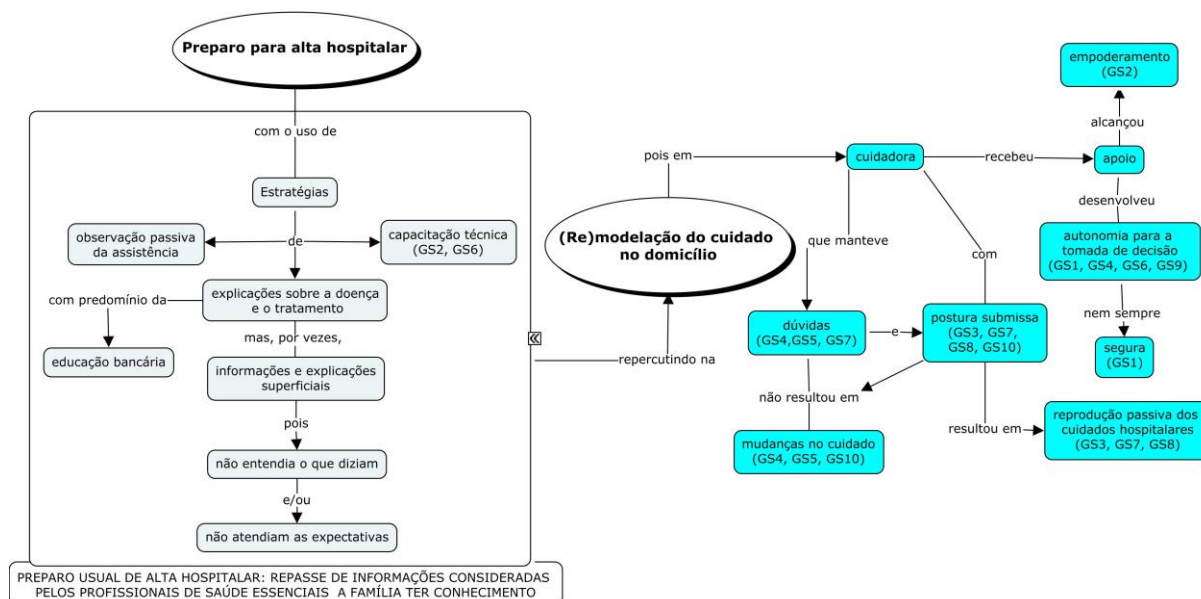 Preparo para alta hospitalar
com o uso de
Estratégias
de
observação passiva
da assistência
capacitação técnica
(GS2, GS6)
explicações sobre a doença
e o tratamento
com predomínio da
educação bancária
mas, por vezes,
informações e explicações
superficiais
pois
não entendia o que diziam
e/ou
não atendiam as expectativas
PREPARO USUAL DE ALTA HOSPITALAR: REPASSE DE INFORMAÇÕES CONSIDERADAS
PELOS PROFISSIONAIS DE SAÚDE ESSENCIAIS A FAMÍLIA TER CONHECIMENTO
repercutindo na
(Re)modelação do cuidado
no domicílio
pois em
cuidadora
recebeu
apoio
alcançou
empoderamento
(GS2)
desenvolveu
autonomia para a
tomada de decisão
(GS1, GS4, GS6, GS9)
nem sempre
segura
(GS1)
que manteve
dúvidas
(GS4,GS5, GS7)
e
com
postura submissa
(GS3, GS7,
GS8, GS10)
não resultou em
mudanças no cuidado
(GS4, GS5, GS10)
resultou em
reprodução passiva dos
cuidados hospitalares
(GS3, GS7, GS8)